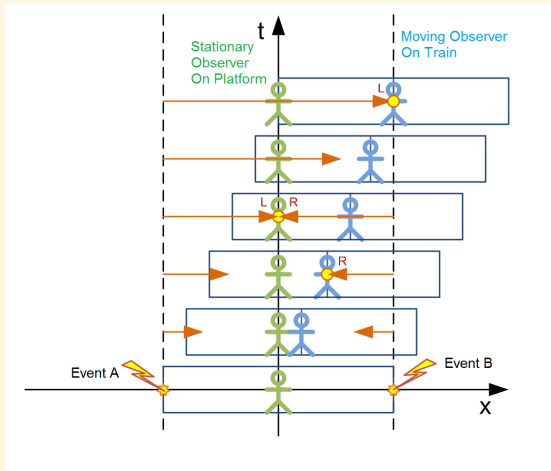 t
Stationary
Observer
On Platform
Moving Observer
On Train
L
L R
R
Event A
Event B
X